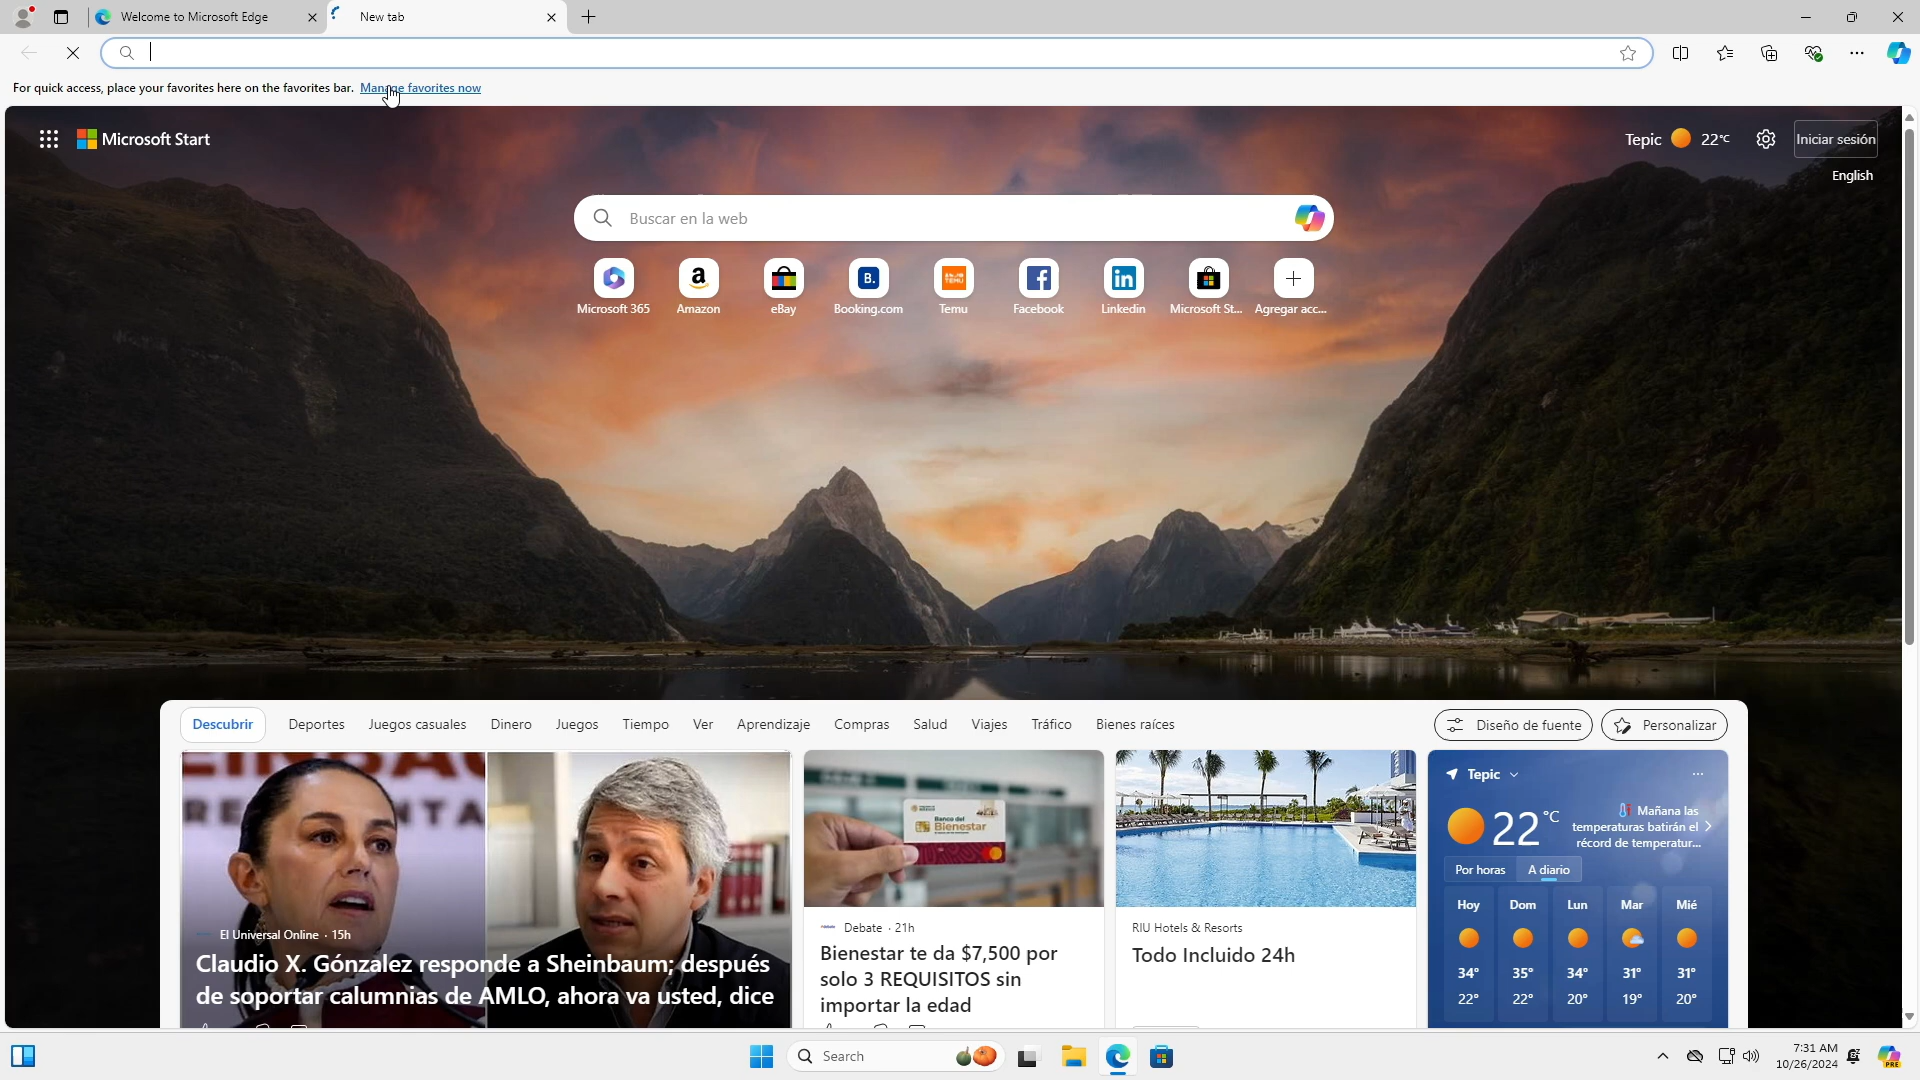 Welcome to Microsoft Edge
New tab
For quick access, place your favorites here on the favorites bar. Manage favorites now
Microsoft Start
Tepic 22°C
Iniciar sesión
English
Buscar en la web
Microsoft 365
Amazon
eBay
Booking.com
Temu
Facebook
LinkedIn
Microsoft St...
Agregar acc...
Descubrir Deportes Juegos casuales Dinero Juegos Tiempo Ver Aprendizaje Compras Salud Viajes Tráfico Bienes raíces
Diseño de fuente
Personalizar
El Universal Online · 15h
Claudio X. Gónzalez responde a Sheinbaum; después
de soportar calumnias de AMLO, ahora va usted, dice
Banco del
Bienestar
Debate · 21h
Bienestar te da $7,500 por
solo 3 REQUISITOS sin
importar la edad
RIU Hotels & Resorts
Todo Incluido 24h
Tepic
22 °C
Mañana las
temperaturas batirán el
récord de temperatur...
Por horas A diario
Hoy Dom Lun Mar Mié
34° 35° 34° 31° 31°
22° 22° 20° 19° 20°
Search
7:31 AM
10/26/2024